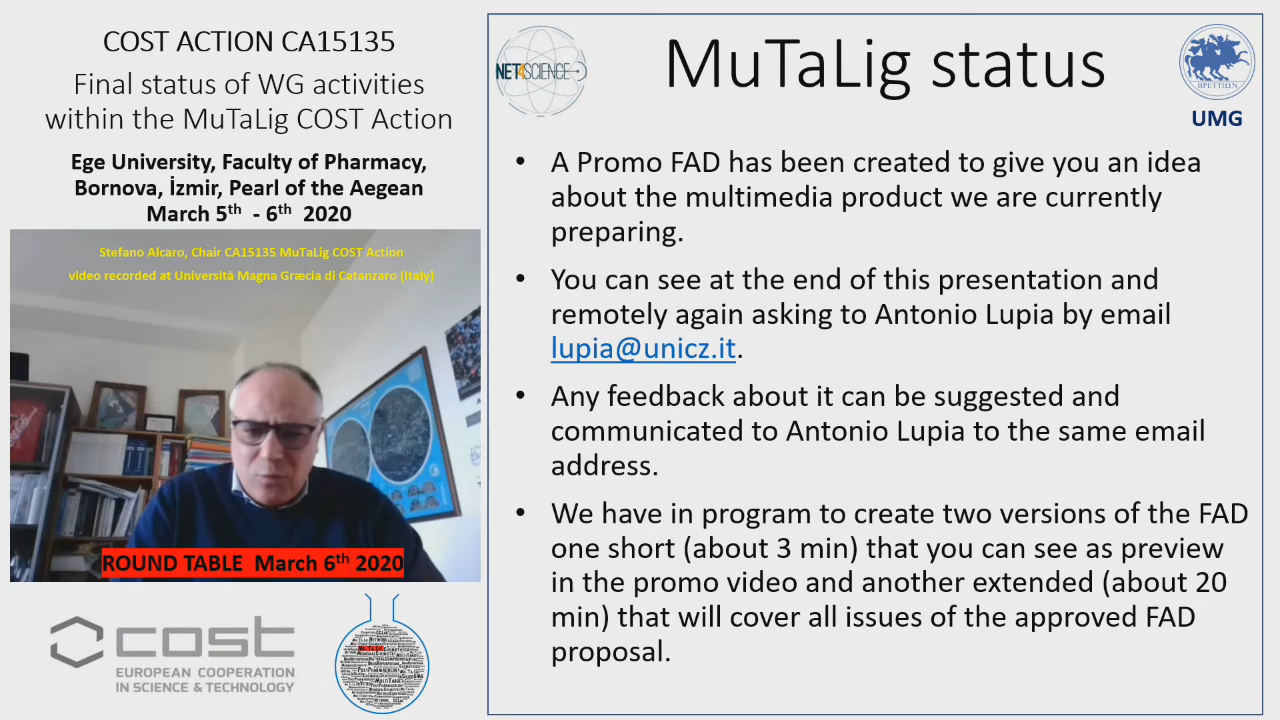 COST ACTION CA15135
Final status of WG activities
within the MuTaLig COST Action
Ege University, Faculty of Pharmacy,
Bornova, İzmir, Pearl of the Aegean
March 5th - 6th 2020
Stefano Alcaro, Chair CA15135 MuTaLig COST Action
video recorded at Università Magna Græcia di Catanzaro (Italy)
ROUND TABLE March 6th 2020
cost
EUROPEAN COOPERATION
IN SCIENCE & TECHNOLOGY
NET4SCIENCE
MuTaLig status
ΒΡΕΤΤΙΩΝ
UMG
• A Promo FAD has been created to give you an idea
about the multimedia product we are currently
preparing.
• You can see at the end of this presentation and
remotely again asking to Antonio Lupia by email
lupia@unicz.it.
• Any feedback about it can be suggested and
communicated to Antonio Lupia to the same email
address.
• We have in program to create two versions of the FAD
one short (about 3 min) that you can see as preview
in the promo video and another extended (about 20
min) that will cover all issues of the approved FAD
proposal.